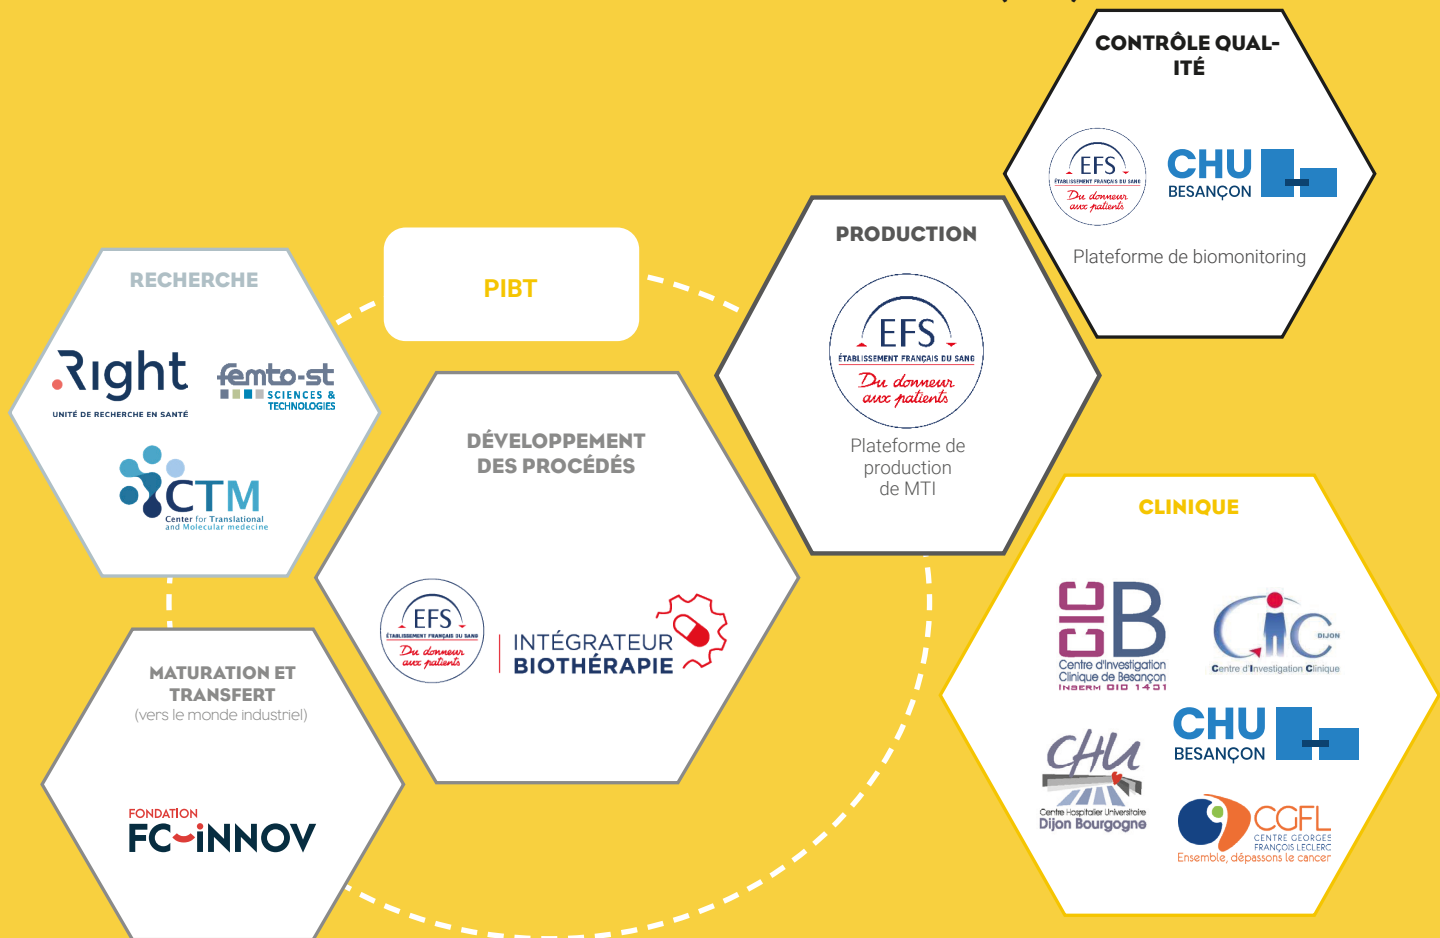 CONTRÔLE QUAL-
ITÉ
EFS
ÉTABLISSEMENT FRANÇAIS DU SANG
Du donneur
aux patients
CHU
BESANÇON
Plateforme de biomonitoring
PRODUCTION
EFS
ÉTABLISSEMENT FRANÇAIS DU SANG
Du donneur
aux patients
Plateforme de
production
de MTI
PIBT
RECHERCHE
Right
UNITÉ DE RECHERCHE EN SANTÉ
femto-st
SCIENCES &
TECHNOLOGIES
CTM
Center for Translational
and Molecular medecine
DÉVELOPPEMENT
DES PROCÉDÉS
EFS
ÉTABLISSEMENT FRANÇAIS DU SANG
Du donneur
aux patients
INTÉGRATEUR
BIOTHÉRAPIE
MATURATION ET
TRANSFERT
(vers le monde industriel)
FONDATION
FC-iNNOV
CLINIQUE
CIC
B
Centre d'Investigation
Clinique de Besançon
INSERM CIC 1431
CIC
DIJON
Centre d'Investigation Clinique
CHU
BESANÇON
CHU
Centre Hospitalier Universitaire
Dijon Bourgogne
CGFL
CENTRE GEORGES
FRANÇOIS LECLERC
Ensemble, dépassons le cancer